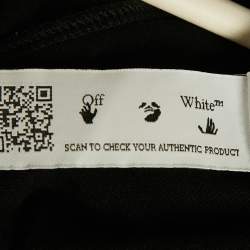 Off White™
SCAN TO CHECK YOUR AUTHENTIC PRODUCT